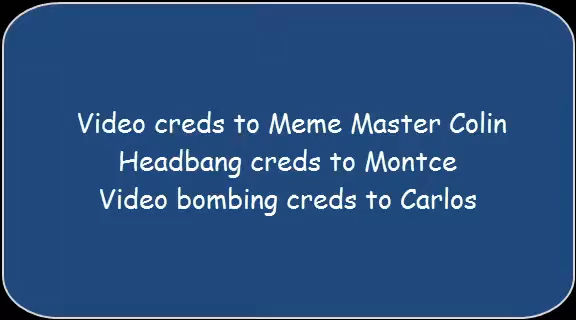 Video creds to Meme Master Colin
Headbang creds to Montce
Video bombing creds to Carlos